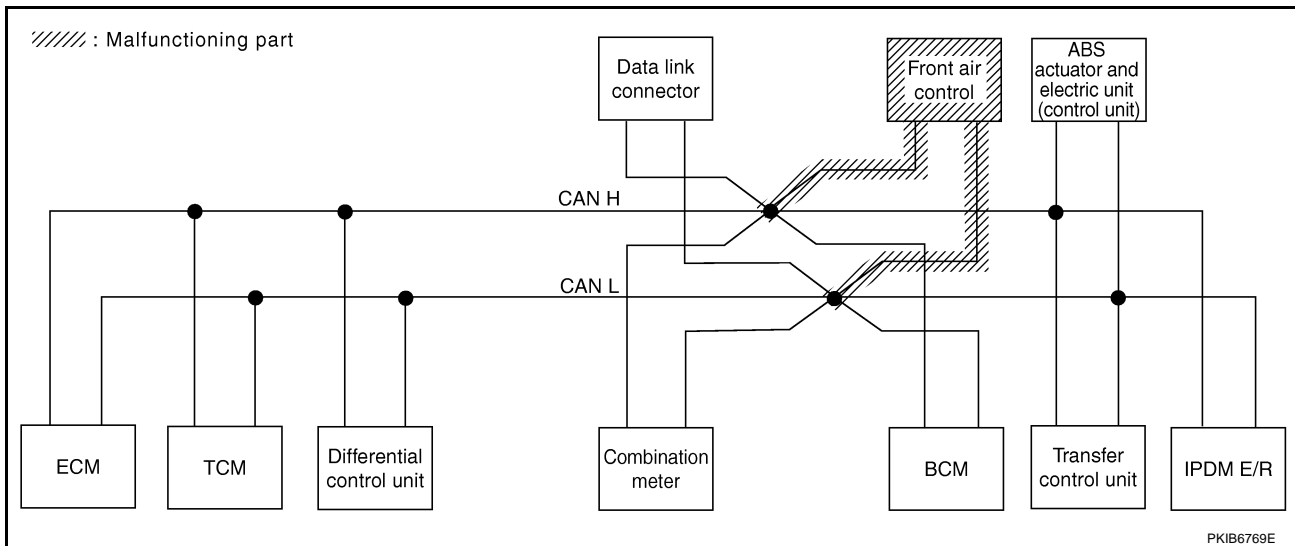 : Malfunctioning part
Data link
connector
Front air
control
ABS
actuator and
electric unit
(control unit)
CAN H
CAN L
ECM
TCM
Differential
control unit
Combination
meter
BCM
Transfer
control unit
IPDM E/R
PKIB6769E